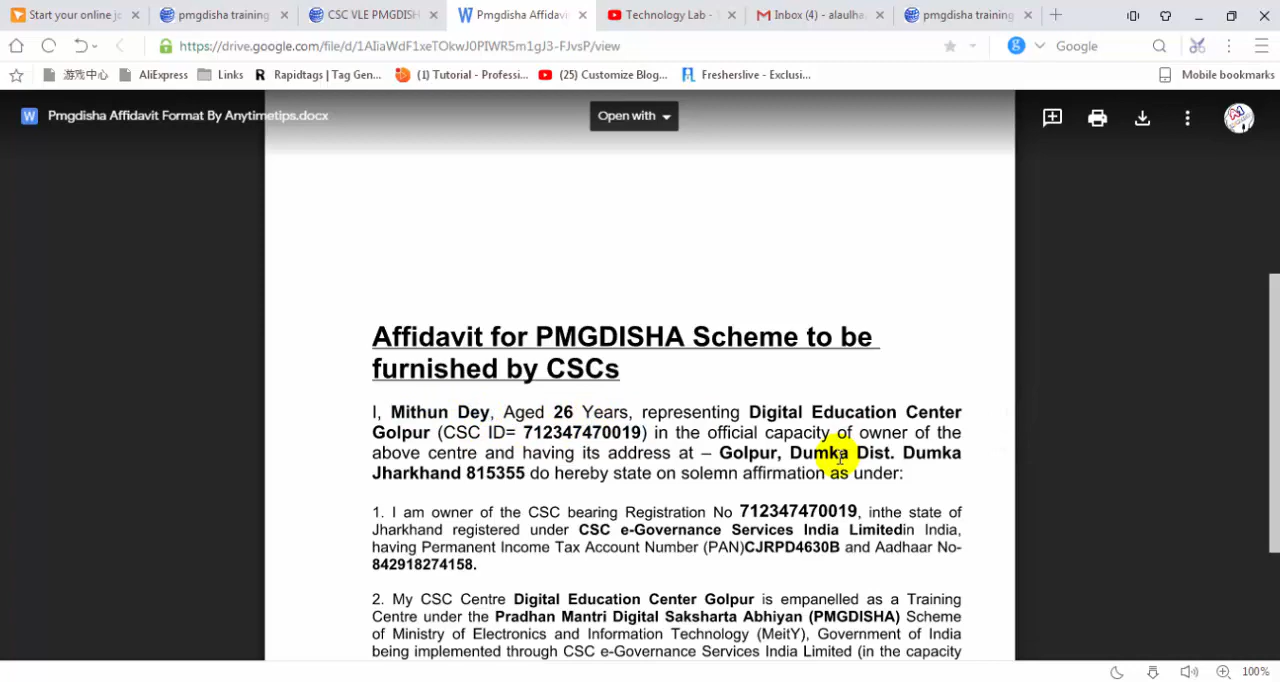 Start your online jo
pmgdisha training
CSC VLE PMGDISH
Pmgdisha Affidavi
Technology Lab -
Inbox (4) - alaulha.
pmgdisha training
https://drive.google.com/file/d/1AIiaWdF1xeTOkwJ0PIWR5m1gJ3-FJvsP/view
Google
游戏中心
AliExpress
Links
Rapidtags | Tag Gen...
(1) Tutorial - Professi...
(25) Customize Blog...
Fresherslive - Exclusi...
Mobile bookmarks
Pmgdisha Affidavit Format By Anytimetips.docx
Open with
Affidavit for PMGDISHA Scheme to be
furnished by CSCs
I, Mithun Dey, Aged 26 Years, representing Digital Education Center
Golpur (CSC ID= 712347470019) in the official capacity of owner of the
above centre and having its address at – Golpur, Dumka Dist. Dumka
Jharkhand 815355 do hereby state on solemn affirmation as under:
1. I am owner of the CSC bearing Registration No 712347470019, inthe state of
Jharkhand registered under CSC e-Governance Services India Limitedin India,
having Permanent Income Tax Account Number (PAN)CJRPD4630B and Aadhaar No-
842918274158.
2. My CSC Centre Digital Education Center Golpur is empanelled as a Training
Centre under the Pradhan Mantri Digital Saksharta Abhiyan (PMGDISHA) Scheme
of Ministry of Electronics and Information Technology (MeitY), Government of India
being implemented through CSC e-Governance Services India Limited (in the capacity
100%